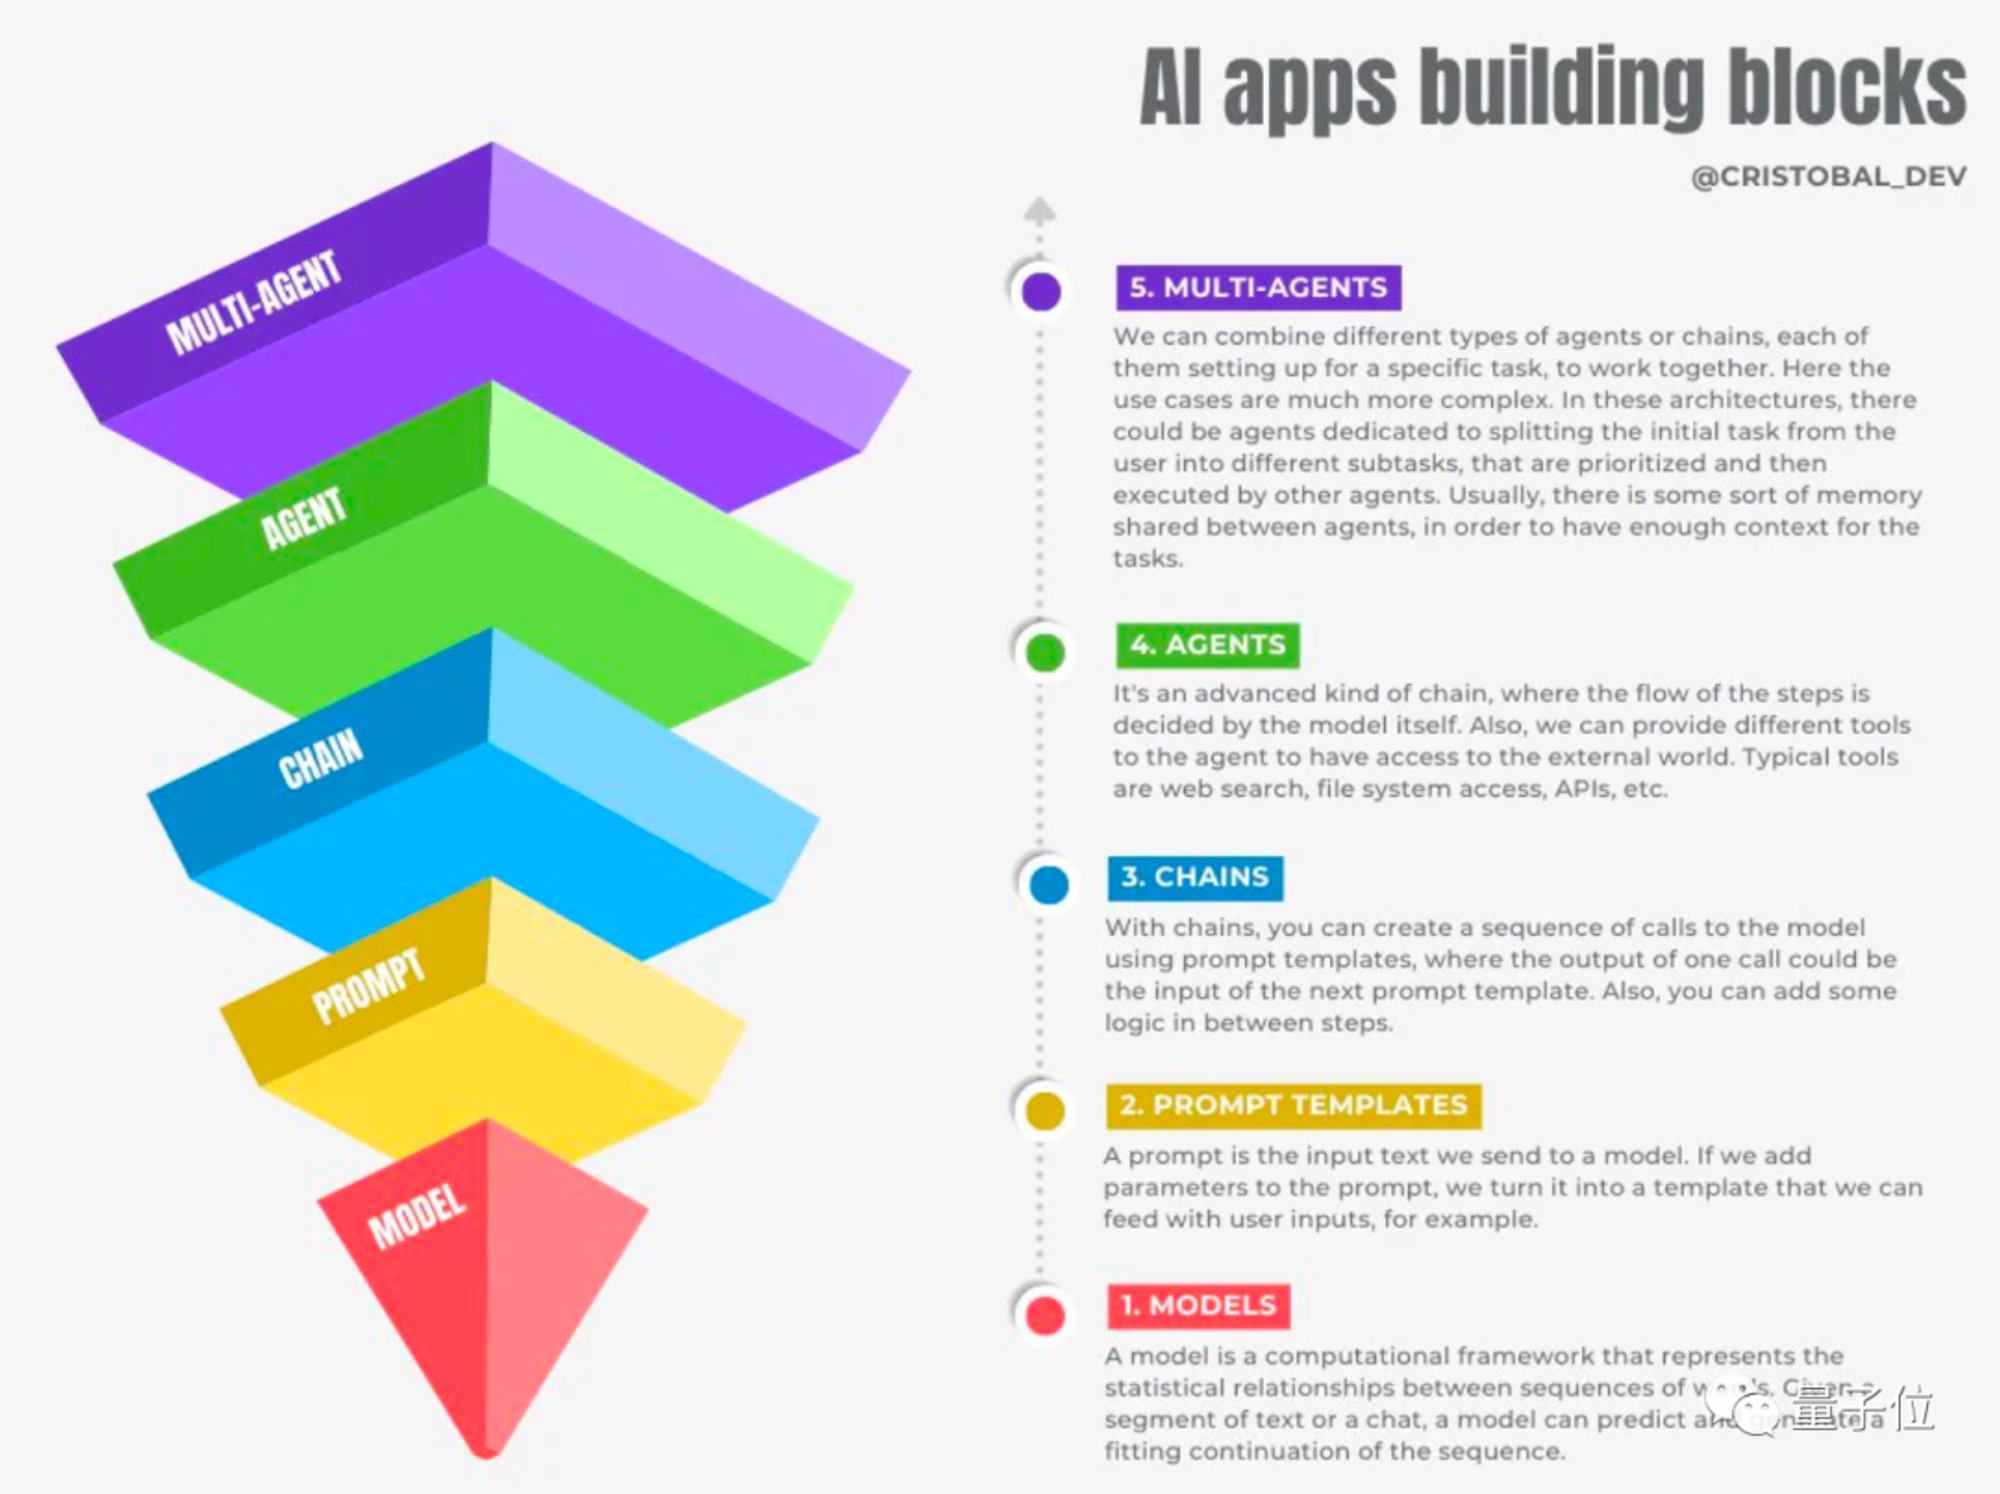 AI apps building blocks
@CRISTOBAL_DEV
MULTI-AGENT
AGENT
CHAIN
PROMPT
MODEL
5. MULTI-AGENTS
We can combine different types of agents or chains, each of
them setting up for a specific task, to work together. Here the
use cases are much more complex. In these architectures, there
could be agents dedicated to splitting the initial task from the
user into different subtasks, that are prioritized and then
executed by other agents. Usually, there is some sort of memory
shared between agents, in order to have enough context for the
tasks.
4. AGENTS
It's an advanced kind of chain, where the flow of the steps is
decided by the model itself. Also, we can provide different tools
to the agent to have access to the external world. Typical tools
are web search, file system access, APIs, etc.
3. CHAINS
With chains, you can create a sequence of calls to the model
using prompt templates, where the output of one call could be
the input of the next prompt template. Also, you can add some
logic in between steps.
2. PROMPT TEMPLATES
A prompt is the input text we send to a model. If we add
parameters to the prompt, we turn it into a template that we can
feed with user inputs, for example.
1. MODELS
A model is a computational framework that represents the
statistical relationships between sequences of words. Given a
segment of text or a chat, a model can predict and generate a
fitting continuation of the sequence.
量子位